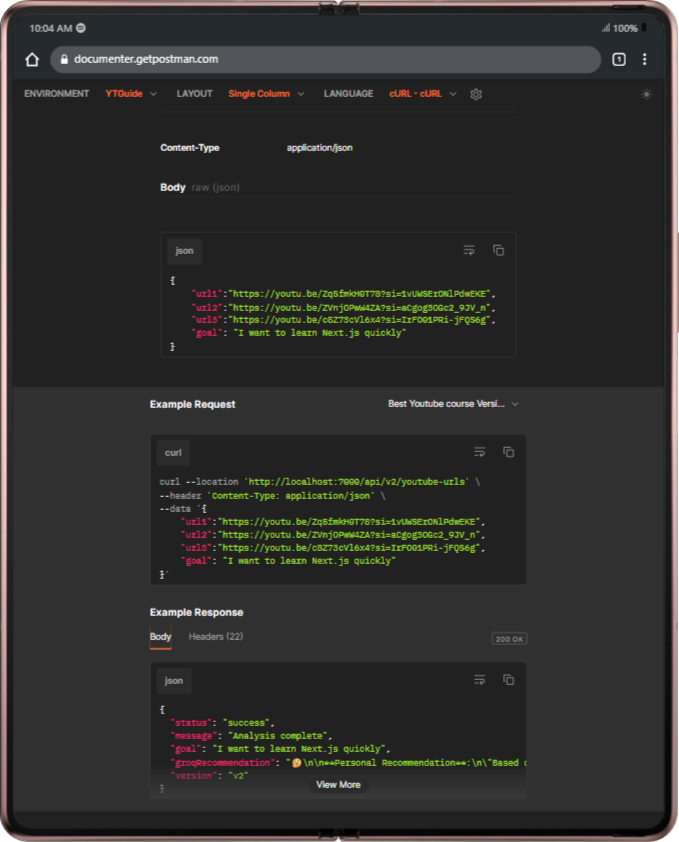 10:04 AM 100%
documenter.getpostman.com 1
ENVIRONMENT YTGuide LAYOUT Single Column LANGUAGE cURL - cURL
Content-Type application/json
Body raw (json)
json
{
"url1":"https://youtu.be/Zq5fmkH0T78?si=1vUWSErONlPdwEKE",
"url2":"https://youtu.be/ZVnjOPwW4ZA?si=aCgog3OGc2_9JV_n",
"url3":"https://youtu.be/c8Z73cVl6x4?si=IrFO01PRi-jFQS6g",
"goal": "I want to learn Next.js quickly"
}
Example Request Best Youtube course Versi...
curl
curl --location 'http://localhost:7000/api/v2/youtube-urls' \
--header 'Content-Type: application/json' \
--data '{
"url1":"https://youtu.be/Zq5fmkH0T78?si=1vUWSErONlPdwEKE",
"url2":"https://youtu.be/ZVnjOPwW4ZA?si=aCgog3OGc2_9JV_n",
"url3":"https://youtu.be/c8Z73cVl6x4?si=IrFO01PRi-jFQS6g",
"goal": "I want to learn Next.js quickly"
}'
Example Response
Body Headers (22) 200 OK
json
{
"status": "success",
"message": "Analysis complete",
"goal": "I want to learn Next.js quickly",
"groqRecommendation": "🤔\n\n**Personal Recommendation**:\n\"Based o
"version": "v2"
}
View More